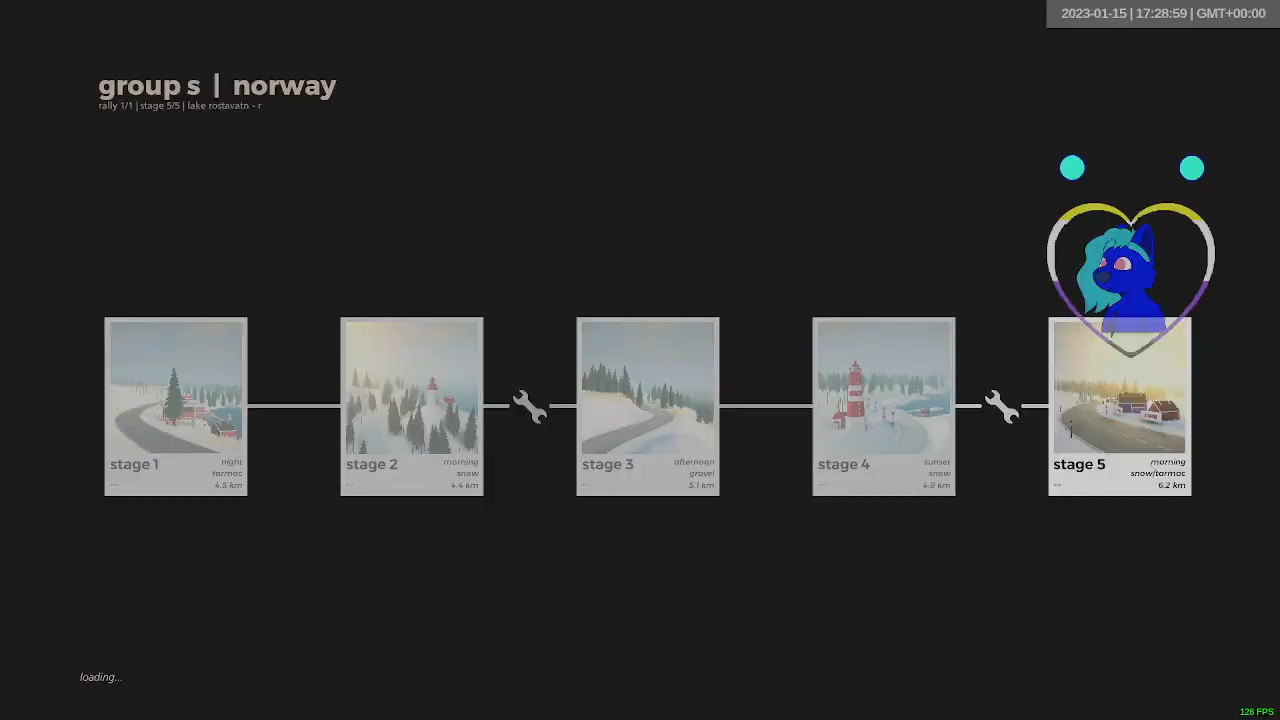 2023-01-15 | 17:28:59 | GMT+00:00
group s | norway
rally 1/1 | stage 5/5 | lake rostavatn - r
stage 1
night
tarmac
--
4.5 km
stage 2
morning
snow
--
4.4 km
stage 3
afternoon
gravel
--
5.1 km
stage 4
sunset
snow
--
4.8 km
stage 5
morning
snow/tarmac
--
6.2 km
loading...
128 FPS